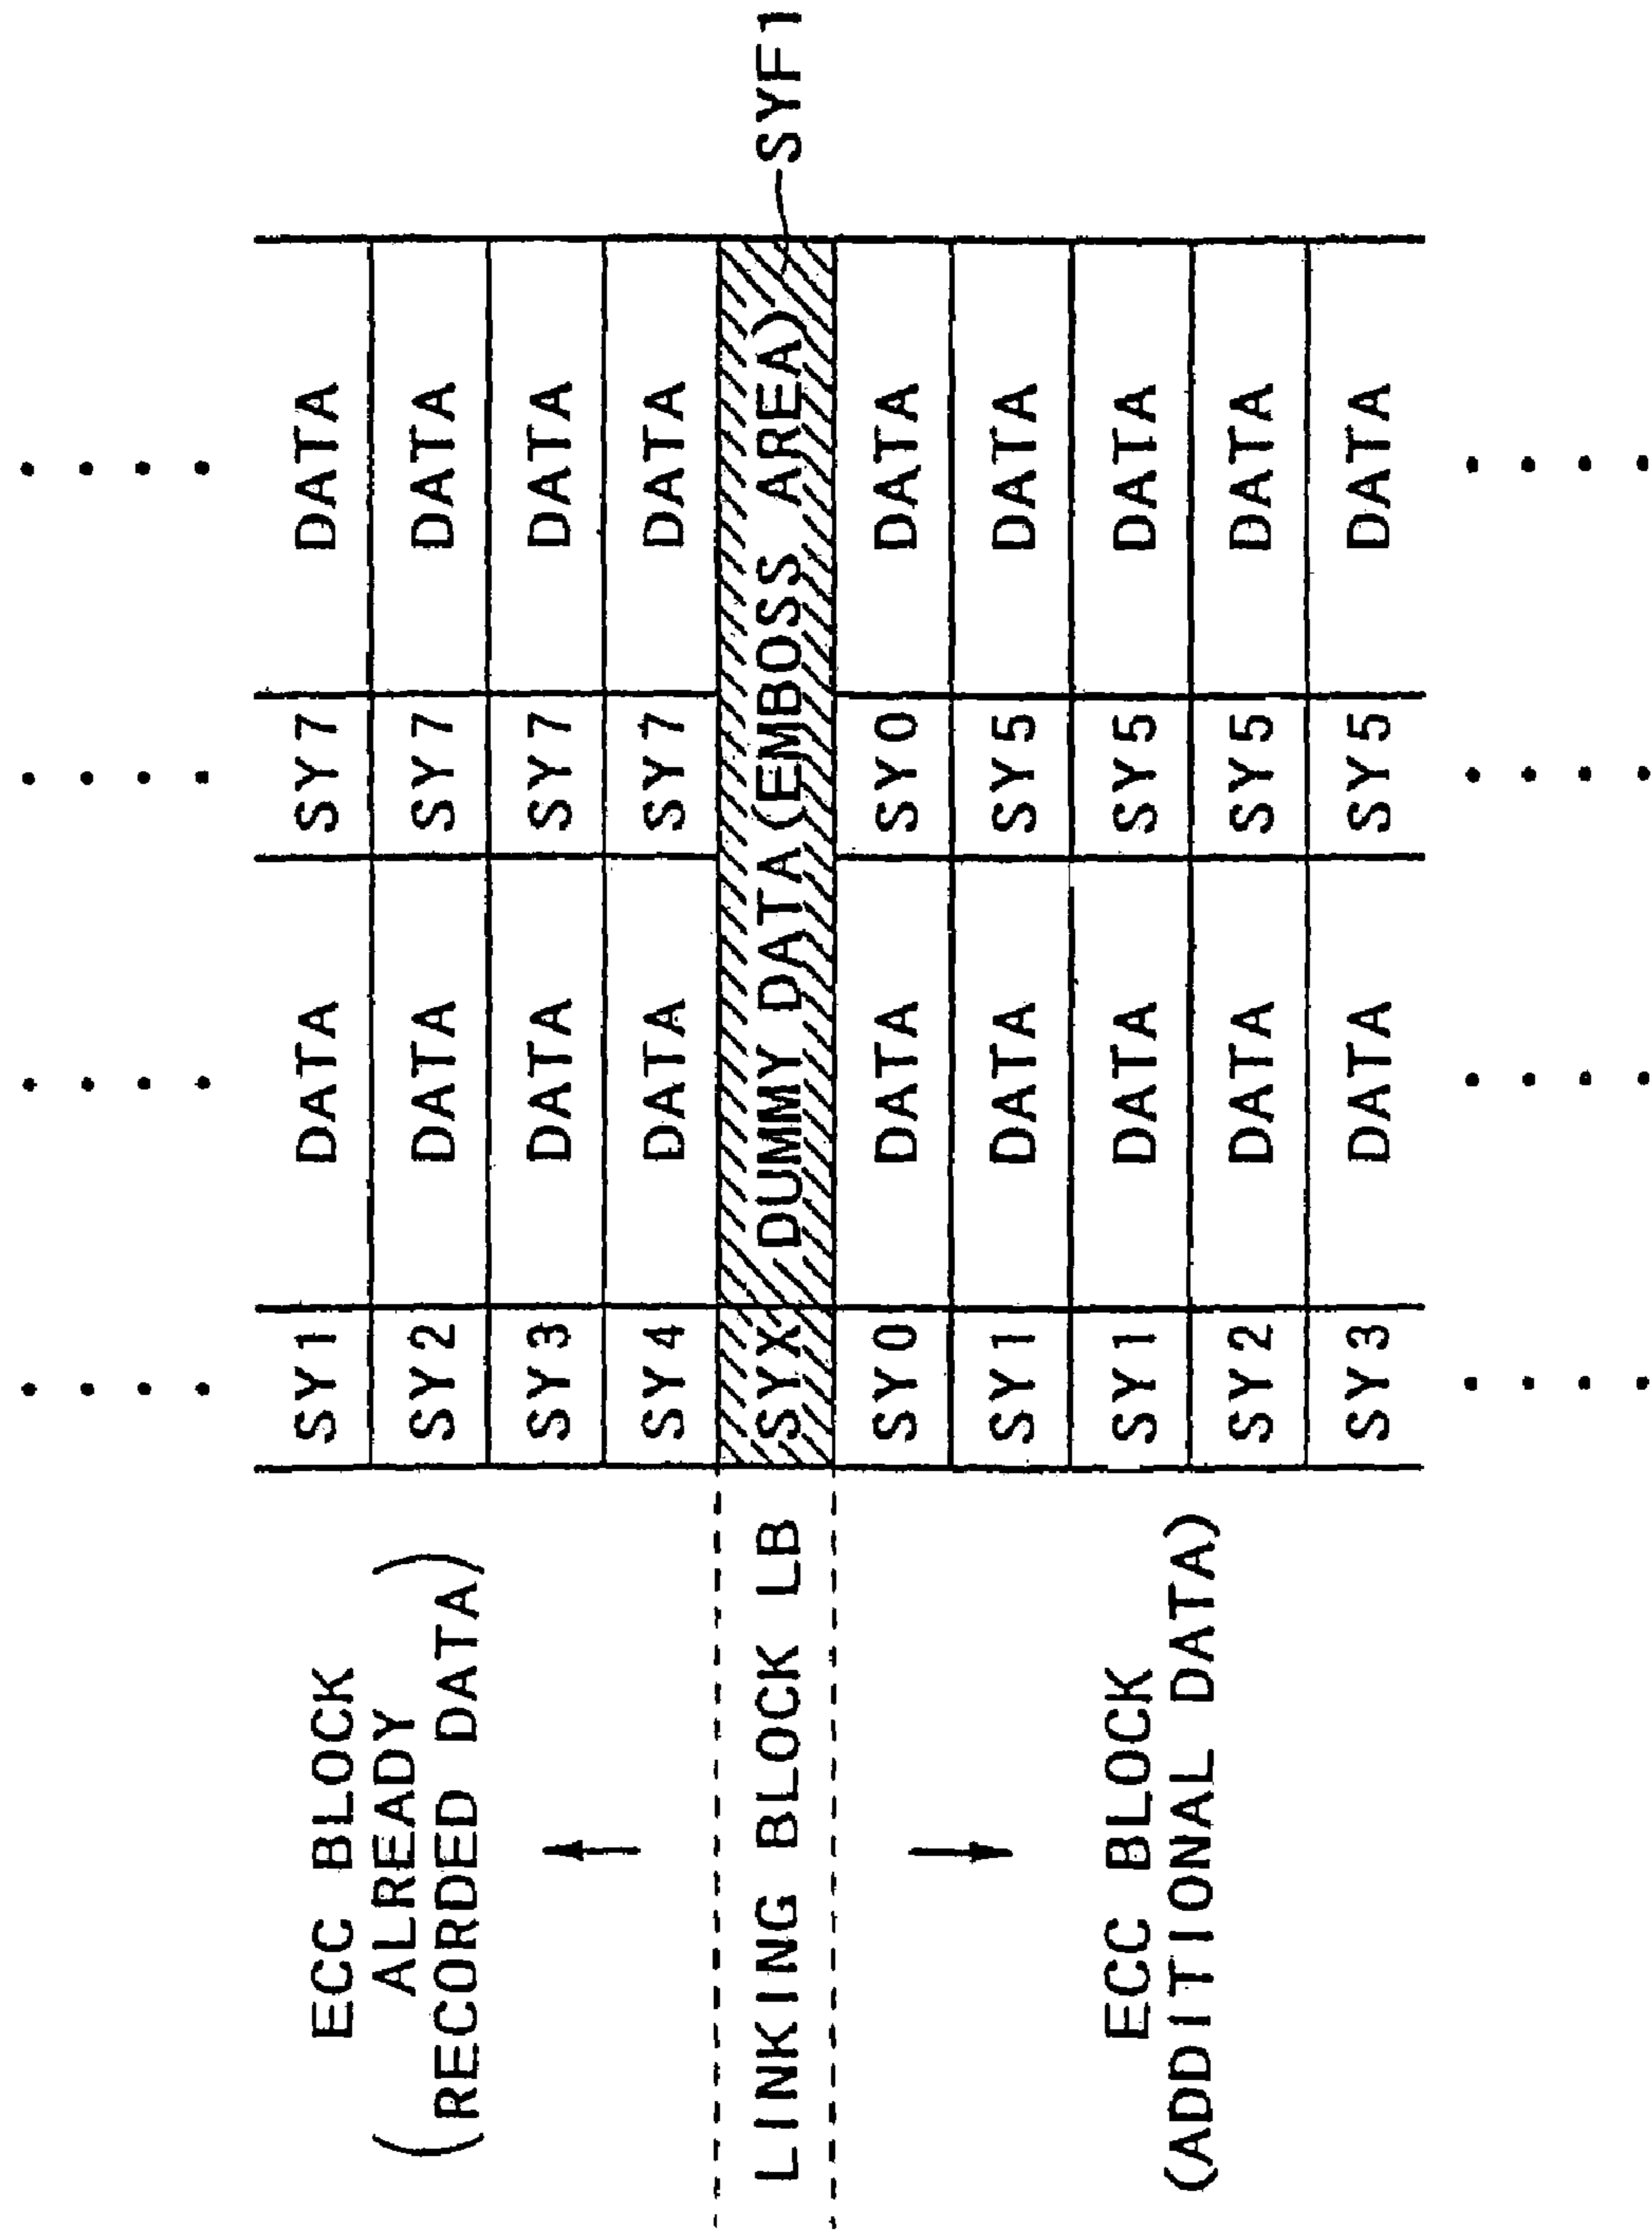 ECC BLOCK
ALREADY
(RECORDED DATA)
LINKING BLOCK LB
ECC BLOCK
(ADDITIONAL DATA)
SY1 DATA SY7 DATA
SY2 DATA SY7 DATA
SY3 DATA SY7 DATA
SY4 DATA SY7 DATA
SYX DUMMY DATA(EMBOSS AREA)
SYF1
SY0 DATA SY0 DATA
SY1 DATA SY5 DATA
SY1 DATA SY5 DATA
SY2 DATA SY5 DATA
SY3 DATA SY5 DATA